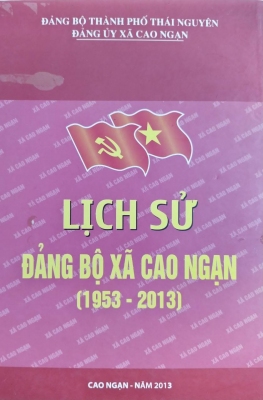 ĐẢNG BỘ THÀNH PHỐ THÁI NGUYÊN
ĐẢNG ỦY XÃ CAO NGẠN
LỊCH SỬ
ĐẢNG BỘ XÃ CAO NGẠN
(1953 - 2013)
CAO NGẠN - NĂM 2013